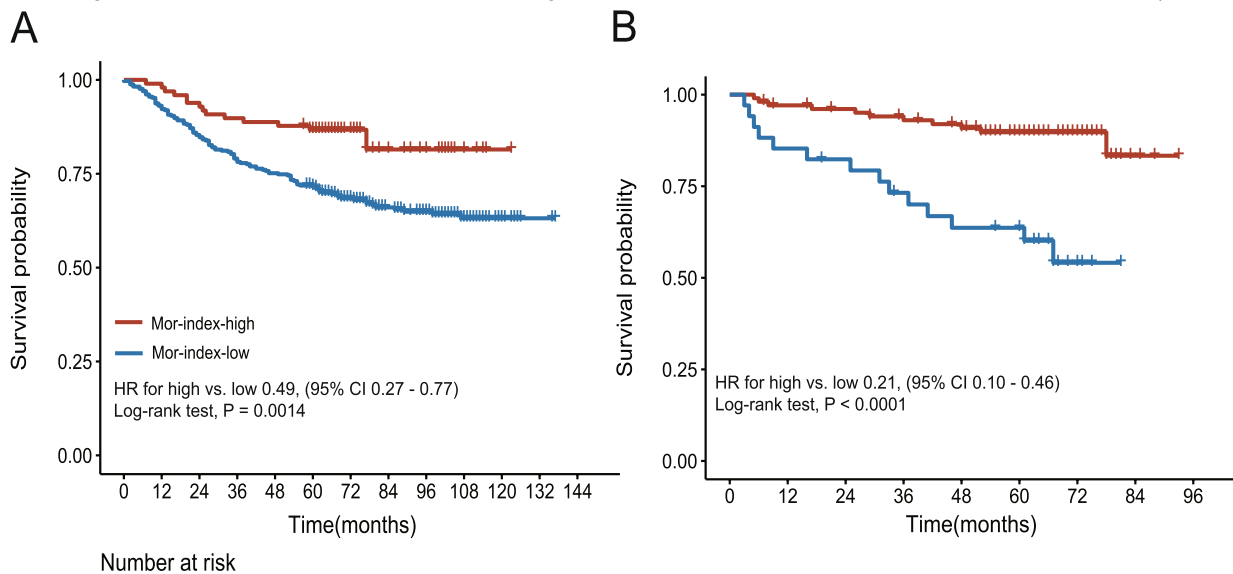 A
1.00
0.75
0.50
0.25
0.00
Survival probability
Mor-index-high
Mor-index-low
HR for high vs. low 0.49, (95% CI 0.27 - 0.77)
Log-rank test, P = 0.0014
0 12 24 36 48 60 72 84 96 108 120 132 144
Time(months)
Number at risk
B
1.00
0.75
0.50
0.25
0.00
Survival probability
HR for high vs. low 0.21, (95% CI 0.10 - 0.46)
Log-rank test, P < 0.0001
0 12 24 36 48 60 72 84 96
Time(months)